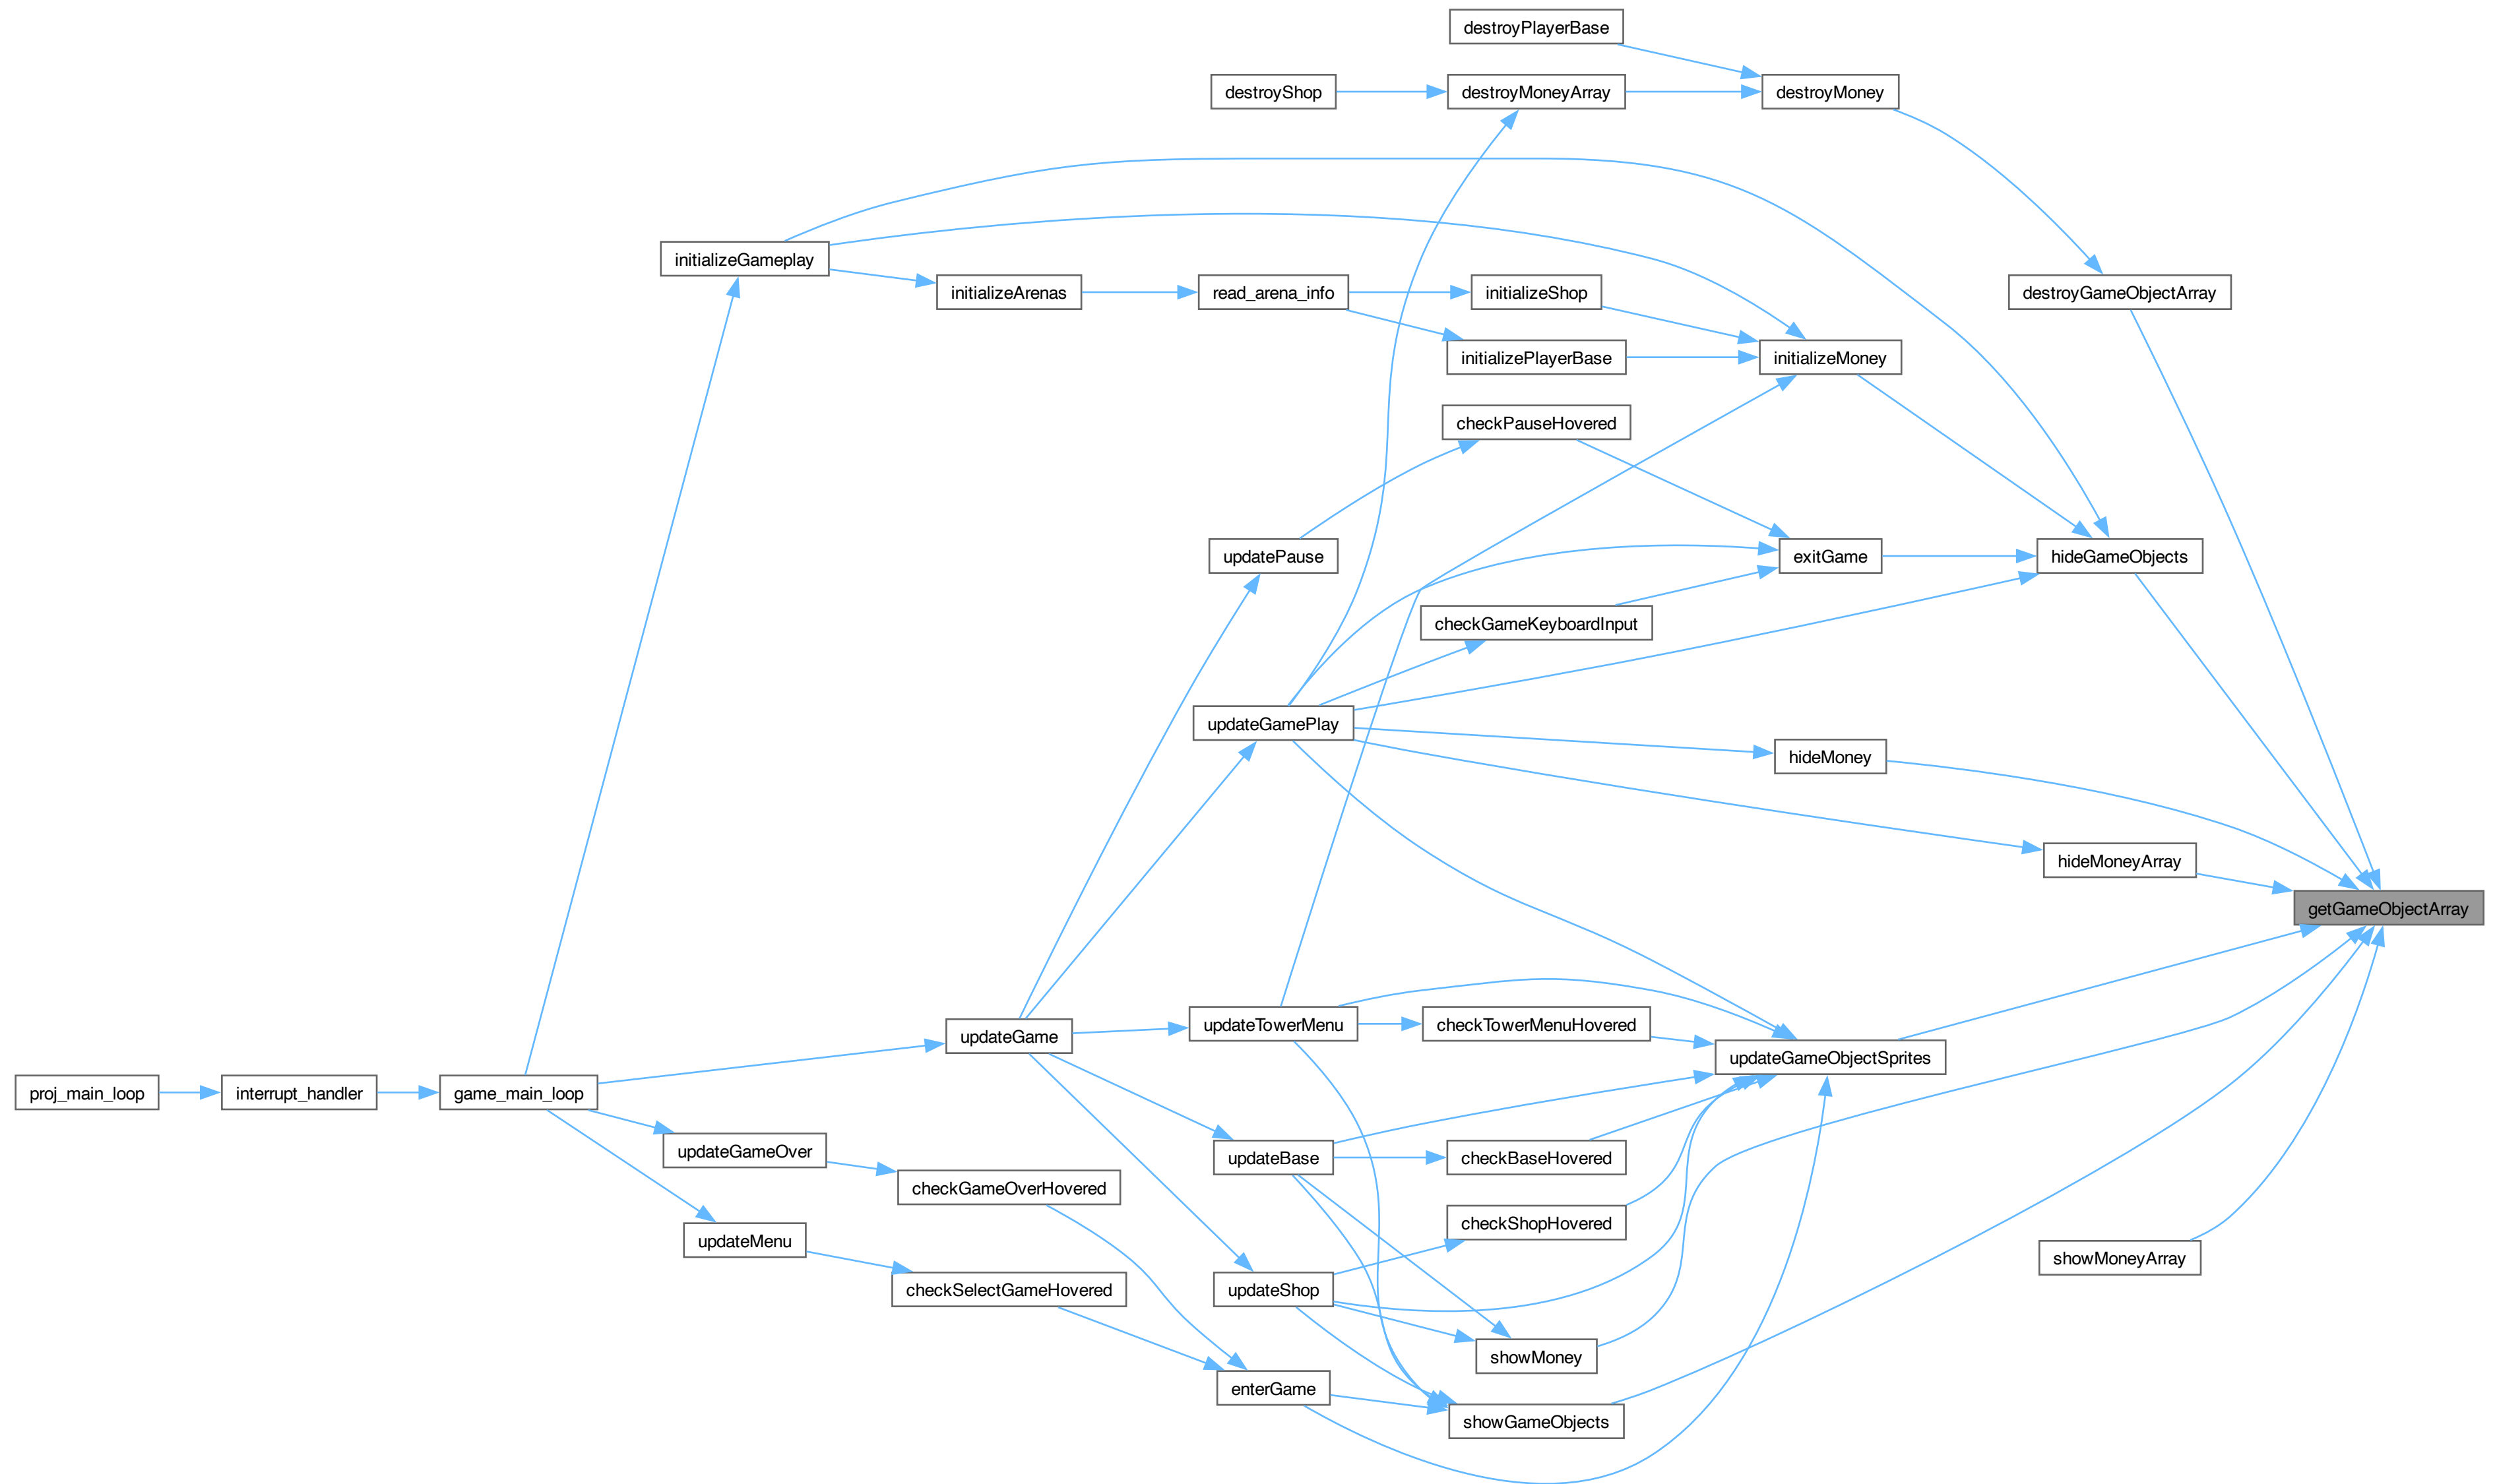 destroyPlayerBase
destroyShop
destroyMoneyArray
destroyMoney
initializeGameplay
initializeArenas
read_arena_info
initializeShop
destroyGameObjectArray
initializePlayerBase
initializeMoney
checkPauseHovered
updatePause
exitGame
hideGameObjects
checkGameKeyboardInput
updateGamePlay
hideMoney
hideMoneyArray
getGameObjectArray
updateGame
updateTowerMenu
checkTowerMenuHovered
updateGameObjectSprites
proj_main_loop
interrupt_handler
game_main_loop
updateGameOver
updateBase
checkBaseHovered
checkGameOverHovered
checkShopHovered
updateMenu
showMoneyArray
checkSelectGameHovered
updateShop
showMoney
enterGame
showGameObjects